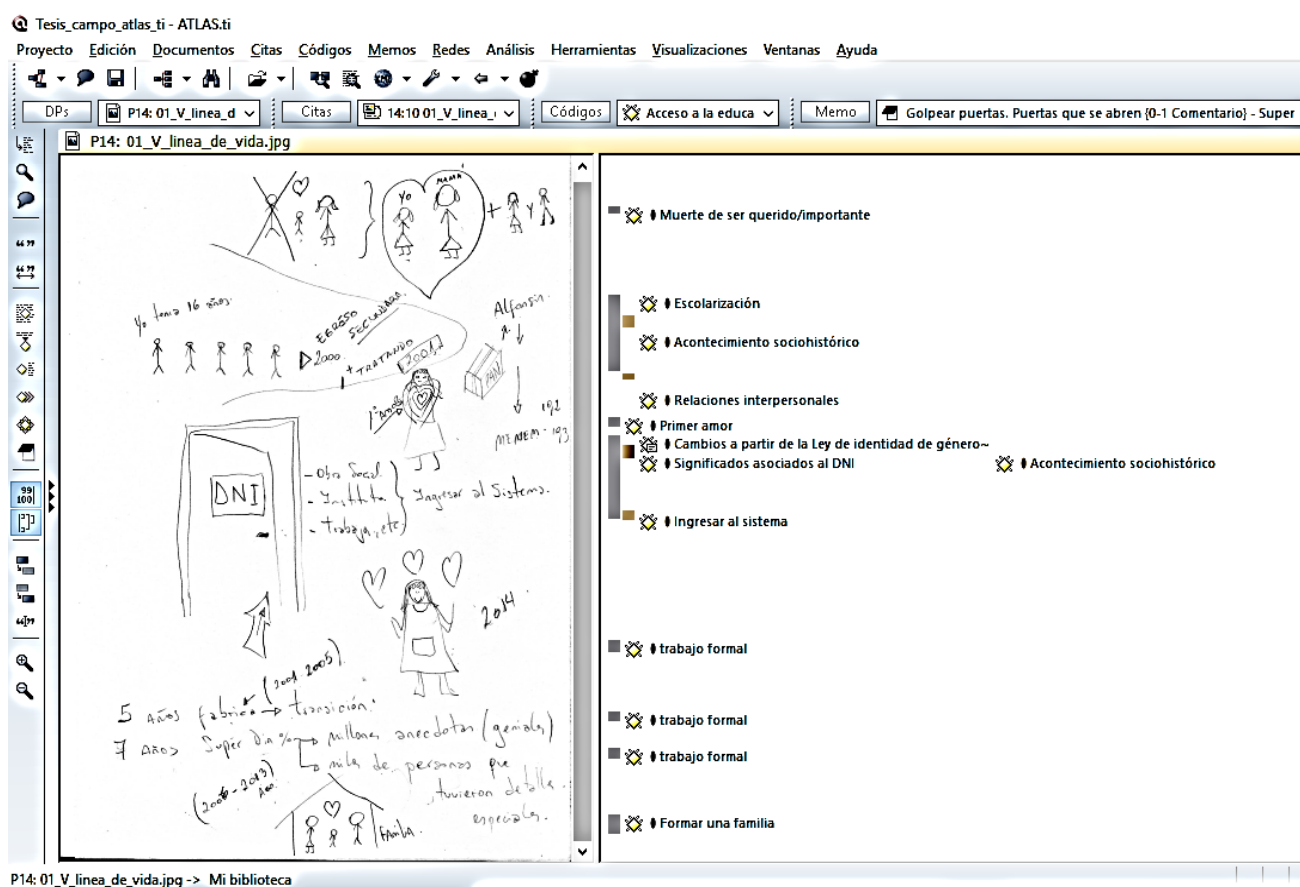 Tesis_campo_atlas_ti - ATLAS.ti
Proyecto Edición Documentos Citas Códigos Memos Redes Análisis Herramientas Visualizaciones Ventanas Ayuda
DPs P14: 01_V_linea_d Citas 14:10 01_V_linea_ Códigos Acceso a la educa Memo Golpear puertas. Puertas que se abren {0-1 Comentario} - Super
P14: 01_V_linea_de_vida.jpg
YO MAMA
+ y
Yo tenia 16 años.
EGRESO
SECUNDARIA.
2000.
+ TRATANDO
2001
Alfonsin.
PAN
192
MENEM - 193
1° Amor
DNI
- Obra Social.
- Instituto
- Trabajo, etc
Ingresar al Sistema.
2014
(2001-2005)
5 AÑOS fabrica → transición.
7 AÑOS Super Dia % → millones anecdotas (geniales)
→ miles de personas que
tuvieron detalles
especiales.
Familia.
Muerte de ser querido/importante
Escolarización
Acontecimiento sociohistórico
Relaciones interpersonales
Primer amor
Cambios a partir de la Ley de identidad de género~
Significados asociados al DNI Acontecimiento sociohistórico
Ingresar al sistema
trabajo formal
trabajo formal
trabajo formal
Formar una familia
P14: 01_V_linea_de_vida.jpg -> Mi biblioteca